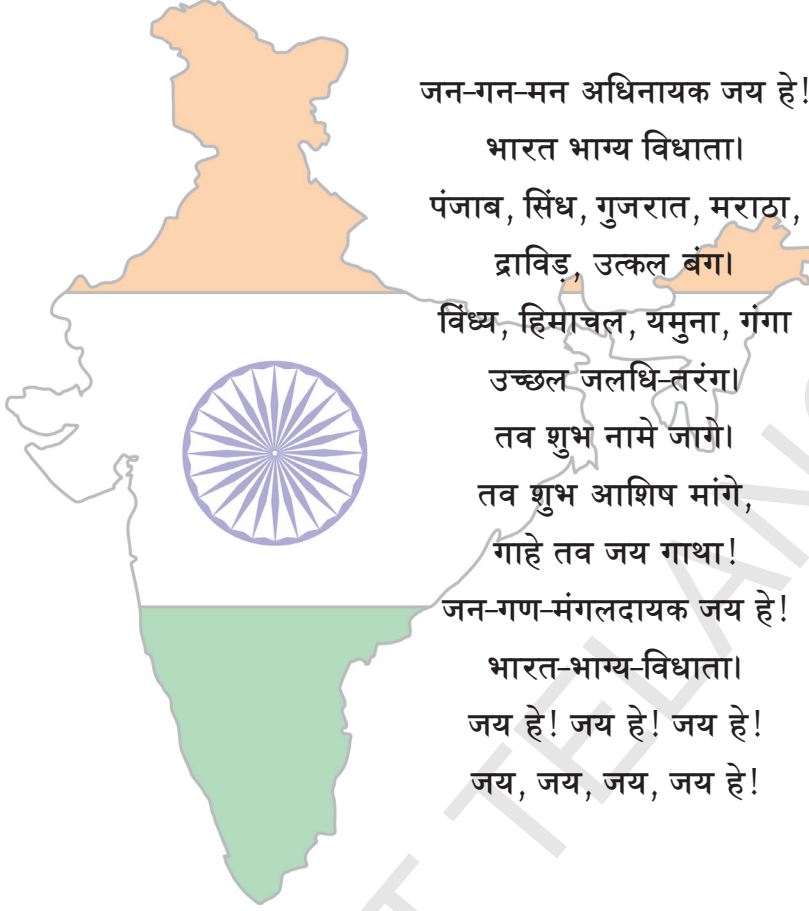 जन-गन-मन अधिनायक जय हे!
भारत भाग्य विधाता।
पंजाब, सिंध, गुजरात, मराठा,
द्राविड़, उत्कल बंग।
विंध्य, हिमाचल, यमुना, गंगा
उच्छल जलधि-तरंग।
तव शुभ नामे जागे।
तव शुभ आशिष मांगे,
गाहे तव जय गाथा!
जन-गण-मंगलदायक जय हे!
भारत-भाग्य-विधाता।
जय हे! जय हे! जय हे!
जय, जय, जय, जय हे!